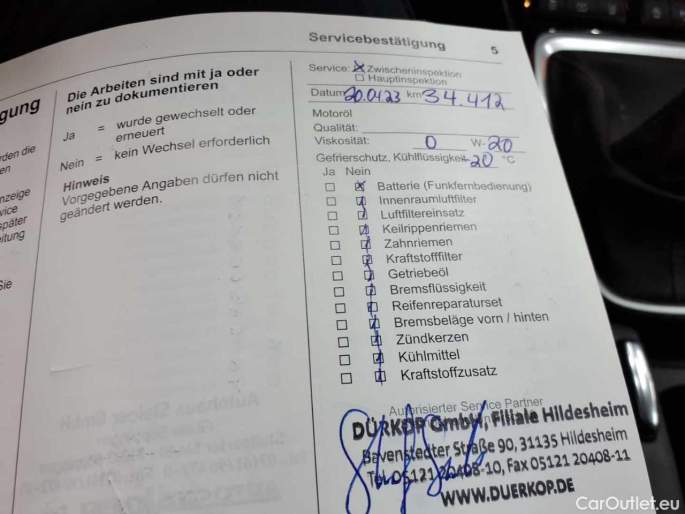 Servicebestätigung 5
gung
rden die
en
nzeige
vice
später
eitung
Sie
Die Arbeiten sind mit ja oder
nein zu dokumentieren
Ja = wurde gewechselt oder
erneuert
Nein = kein Wechsel erforderlich
Hinweis
Vorgegebene Angaben dürfen nicht
geändert werden.
Service: Zwischeninspektion
Hauptinspektion
Datum 20.04.23 km 34.412
Motoröl
Qualität:
Viskosität: 0 W- 20
Gefrierschutz, Kühlflüssigkeit -20 °C
Ja Nein
Batterie (Funkfernbedienung)
Innenraumluftfilter
Luftfiltereinsatz
Keilrippenriemen
Zahnriemen
Kraftstofffilter
Getriebeöl
Bremsflüssigkeit
Reifenreparaturset
Bremsbeläge vorn / hinten
Zündkerzen
Kühlmittel
Kraftstoffzusatz
Autorisierter Service Partner
DÜRKOP GmbH, Filiale Hildesheim
Bavenstedter Straße 90, 31135 Hildesheim
Tel. 05121 20408-10, Fax 05121 20408-11
WWW.DUERKOP.DE
CarOutlet.eu